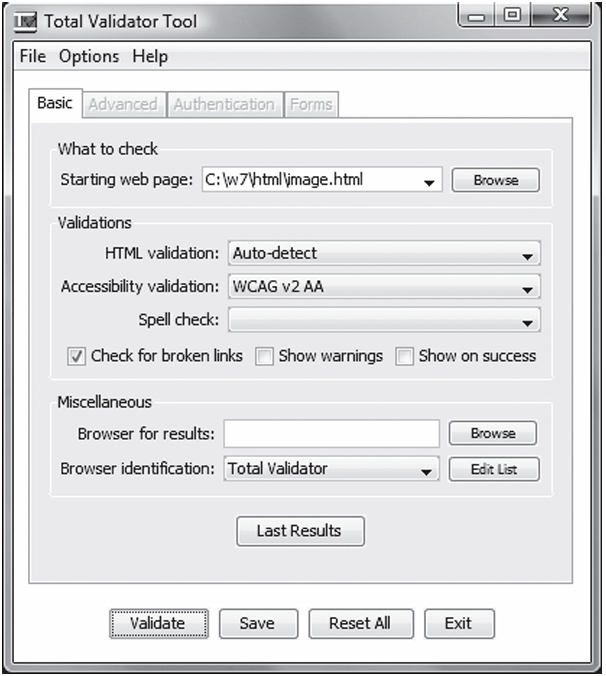 Total Validator Tool
File Options Help
Basic Advanced Authentication Forms
What to check
Starting web page: C:\w7\html\image.html Browse
Validations
HTML validation: Auto-detect
Accessibility validation: WCAG v2 AA
Spell check:
Check for broken links Show warnings Show on success
Miscellaneous
Browser for results: Browse
Browser identification: Total Validator Edit List
Last Results
Validate Save Reset All Exit